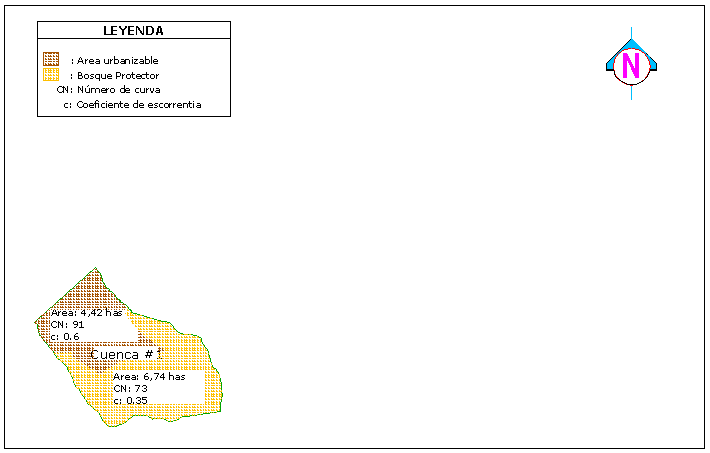 LEYENDA
: Area urbanizable
: Bosque Protector
CN: Número de curva
c: Coeficiente de escorrentia
N
Area: 4,42 has
CN: 91
c: 0.6
Cuenca #1
Area: 6,74 has
CN: 73
c: 0.35